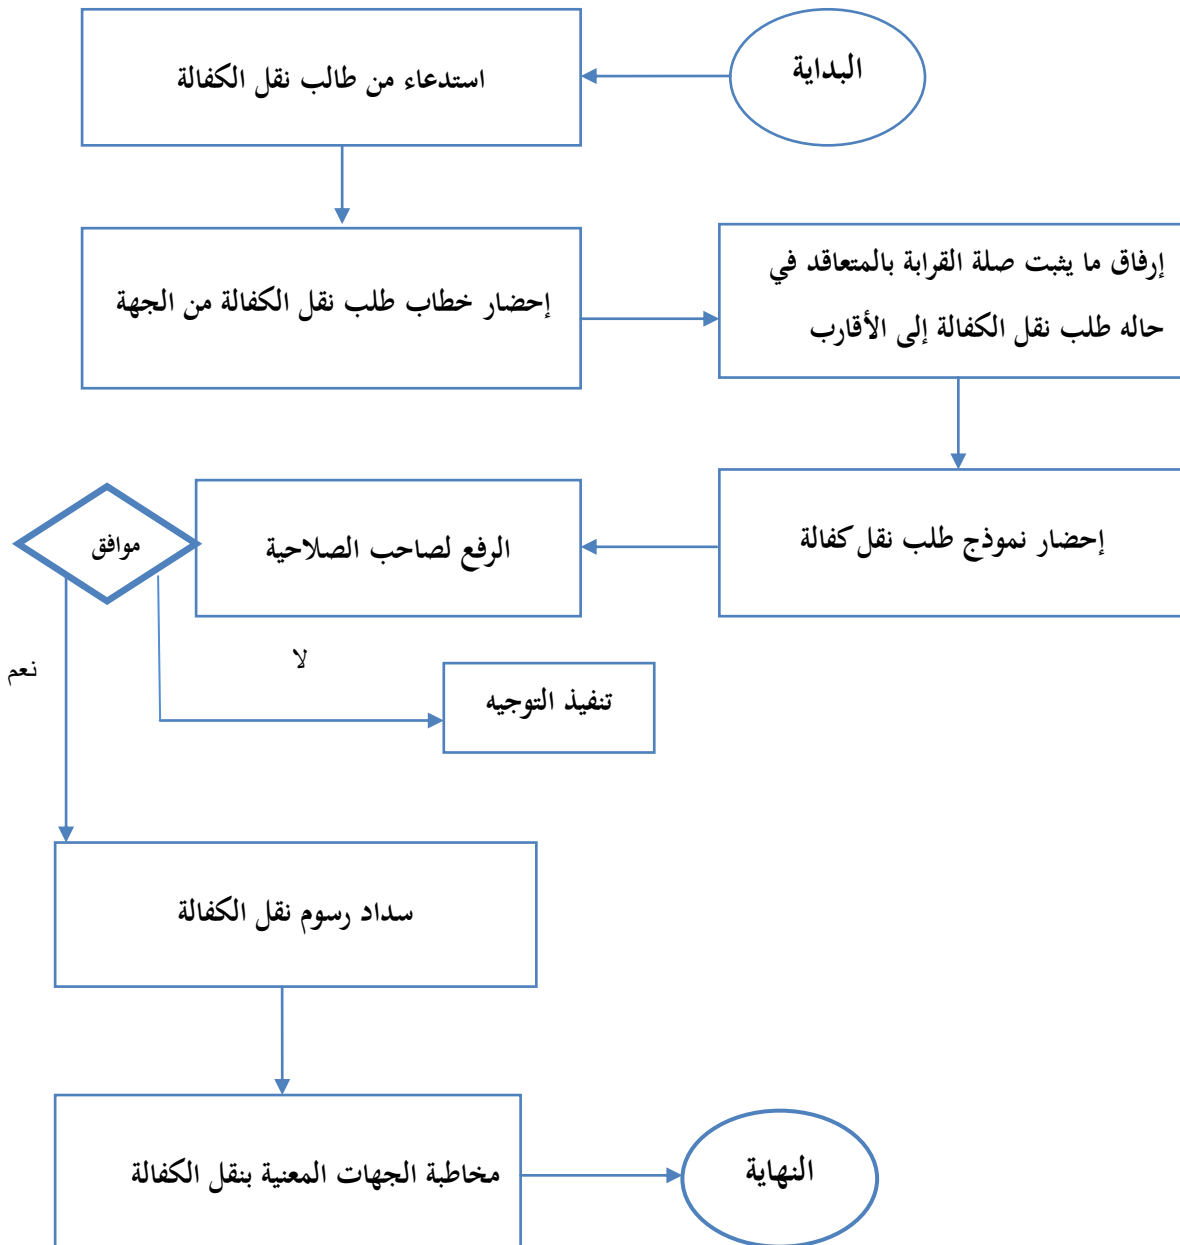 البداية
استدعاء من طالب نقل الكفالة
إحضار خطاب طلب نقل الكفالة من الجهة
إرفاق ما يثبت صلة القرابة بالمتعاقد في
حاله طلب نقل الكفالة إلى الأقارب
إحضار نموذج طلب نقل كفالة
الرفع لصاحب الصلاحية
موافق
لا
نعم
تنفيذ التوجيه
سداد رسوم نقل الكفالة
مخاطبة الجهات المعنية بنقل الكفالة
النهاية